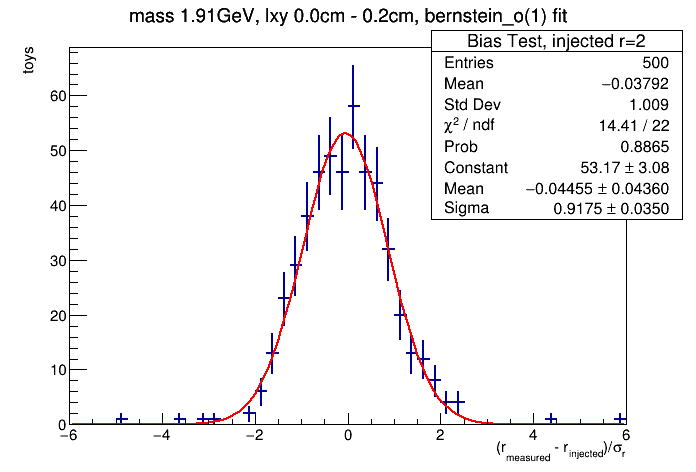 mass 1.91GeV, lxy 0.0cm - 0.2cm, bernstein_o(1) fit
Bias Test, injected r=2
Entries 500
Mean −0.03792
Std Dev 1.009
χ² / ndf 14.41 / 22
Prob 0.8865
Constant 53.17 ± 3.08
Mean −0.04455 ± 0.04360
Sigma 0.9175 ± 0.0350
toys
60
50
40
30
20
10
0
−6 −4 −2 0 2 4 6
(r_measured - r_injected)/σ_r